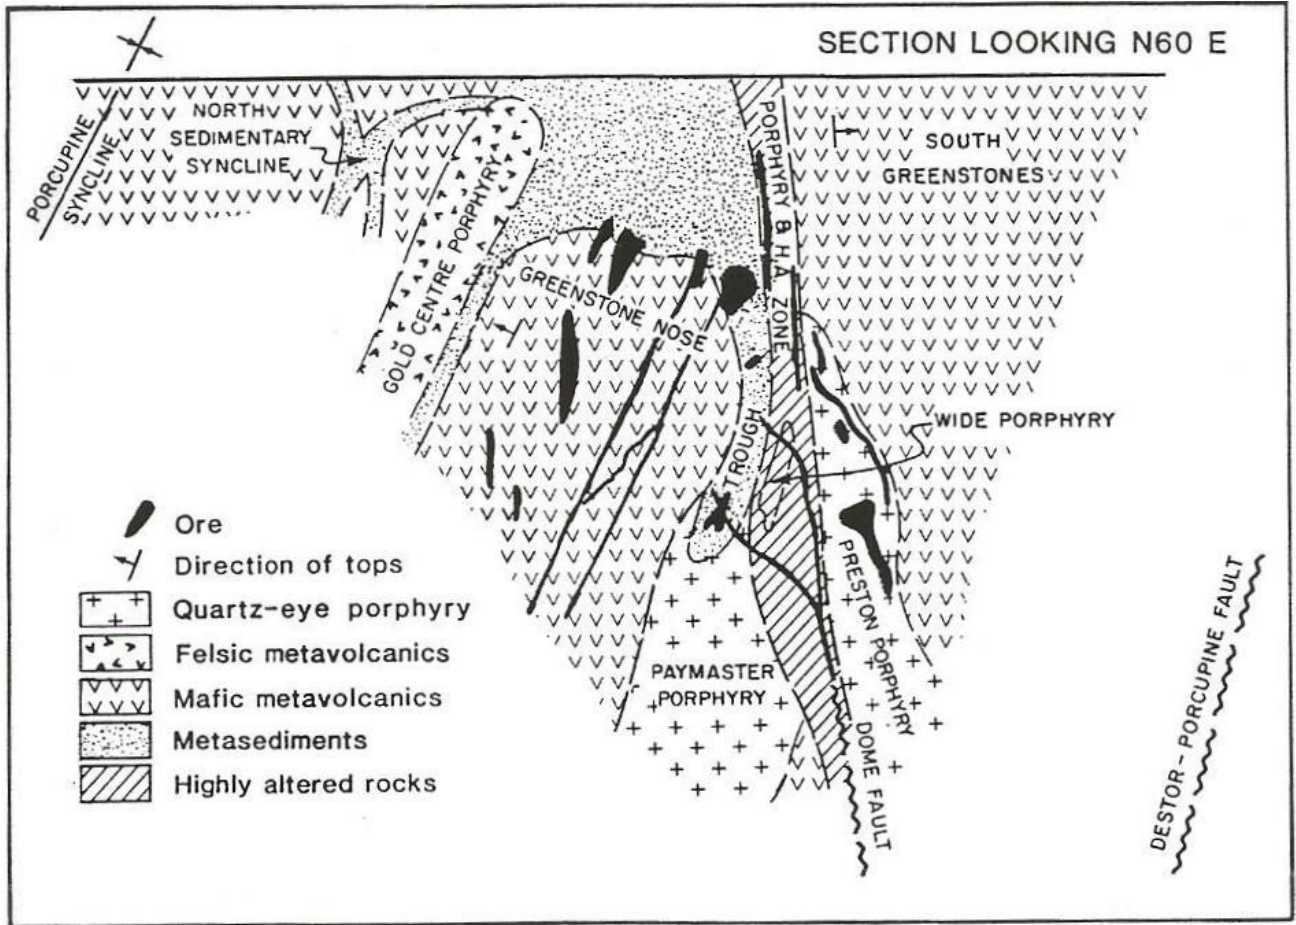 SECTION LOOKING N60 E
PORCUPINE
SYNCLINE
NORTH
SEDIMENTARY
SYNCLINE
GOLD CENTRE PORPHYRY
GREENSTONE NOSE
PORPHYRY & H.A. ZONE
SOUTH
GREENSTONES
WIDE PORPHYRY
TROUGH
PAYMASTER
PORPHYRY
PRESTON PORPHYRY
DOME FAULT
DESTOR-PORCUPINE FAULT
Ore
Direction of tops
Quartz-eye porphyry
Felsic metavolcanics
Mafic metavolcanics
Metasediments
Highly altered rocks